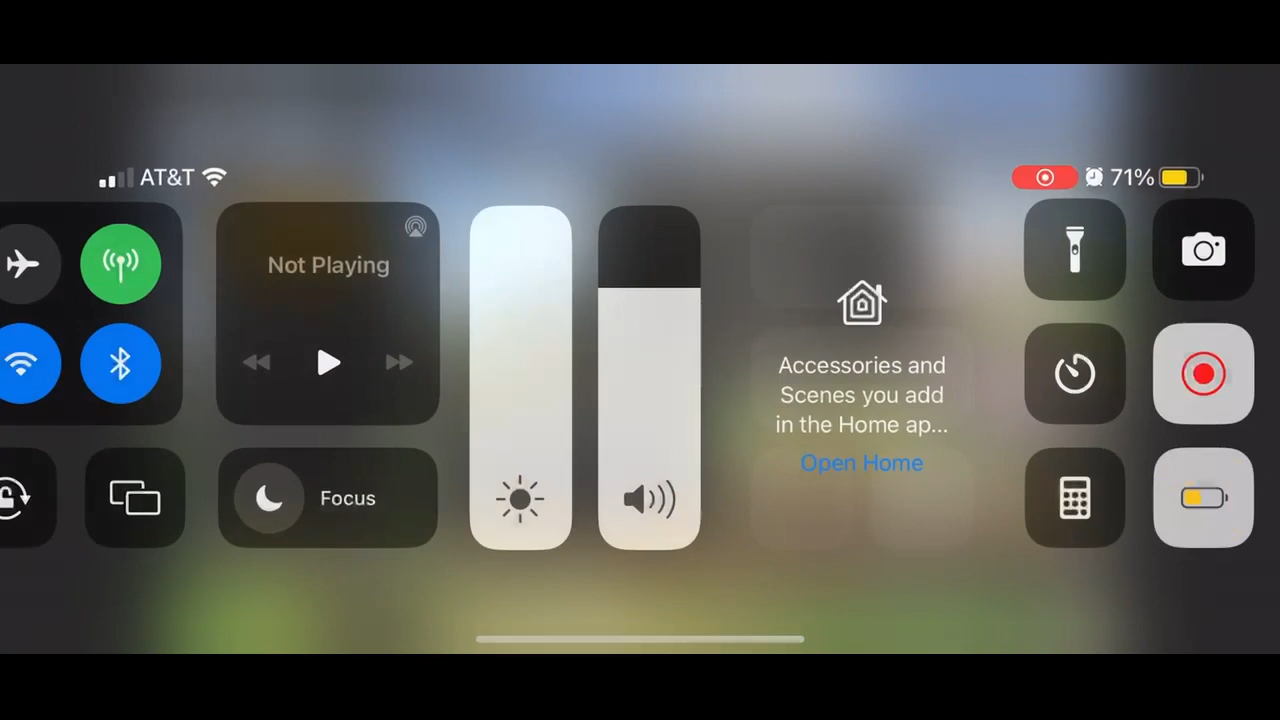 AT&T
71%
Not Playing
Focus
Accessories and
Scenes you add
in the Home ap...
Open Home